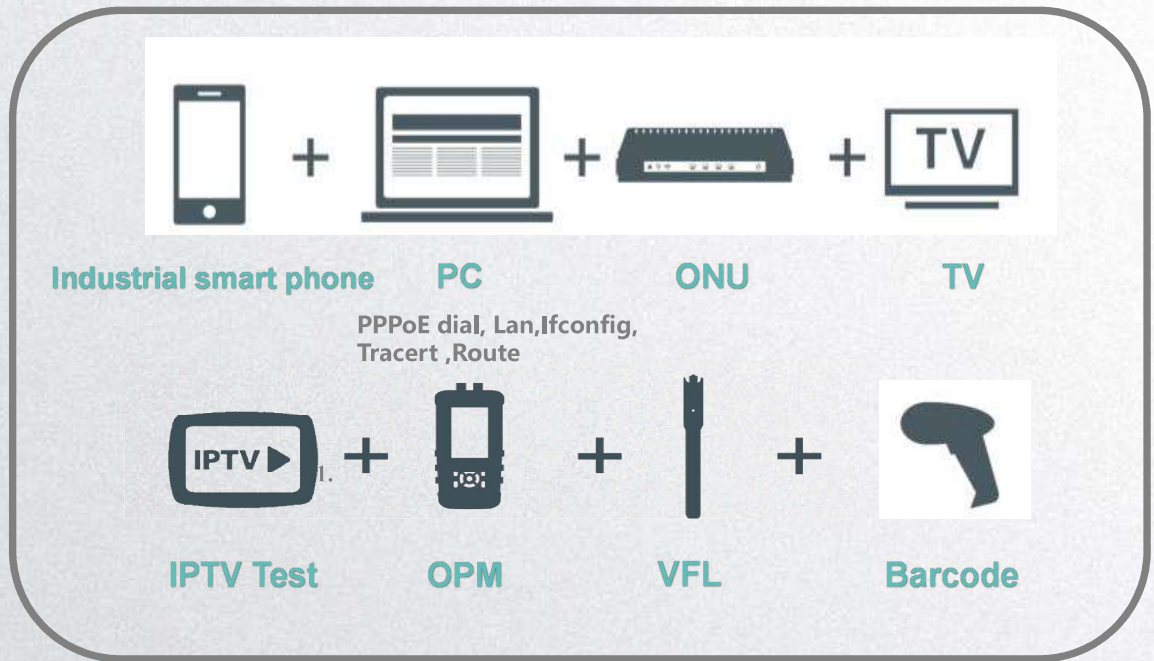 TV
Industrial smart phone
PC
ONU
TV
PPPoE dial, Lan,Ifconfig,
Tracert ,Route
IPTV
1.
IPTV Test
OPM
VFL
Barcode